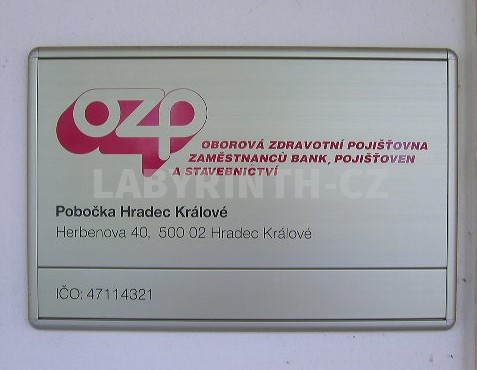 ozp
OBOROVÁ ZDRAVOTNÍ POJIŠŤOVNA
ZAMĚSTNANCŮ BANK, POJIŠŤOVEN
A STAVEBNICTVÍ
LABYRINTH-CZ
Pobočka Hradec Králové
Herbenova 40, 500 02 Hradec Králové
IČO: 47114321